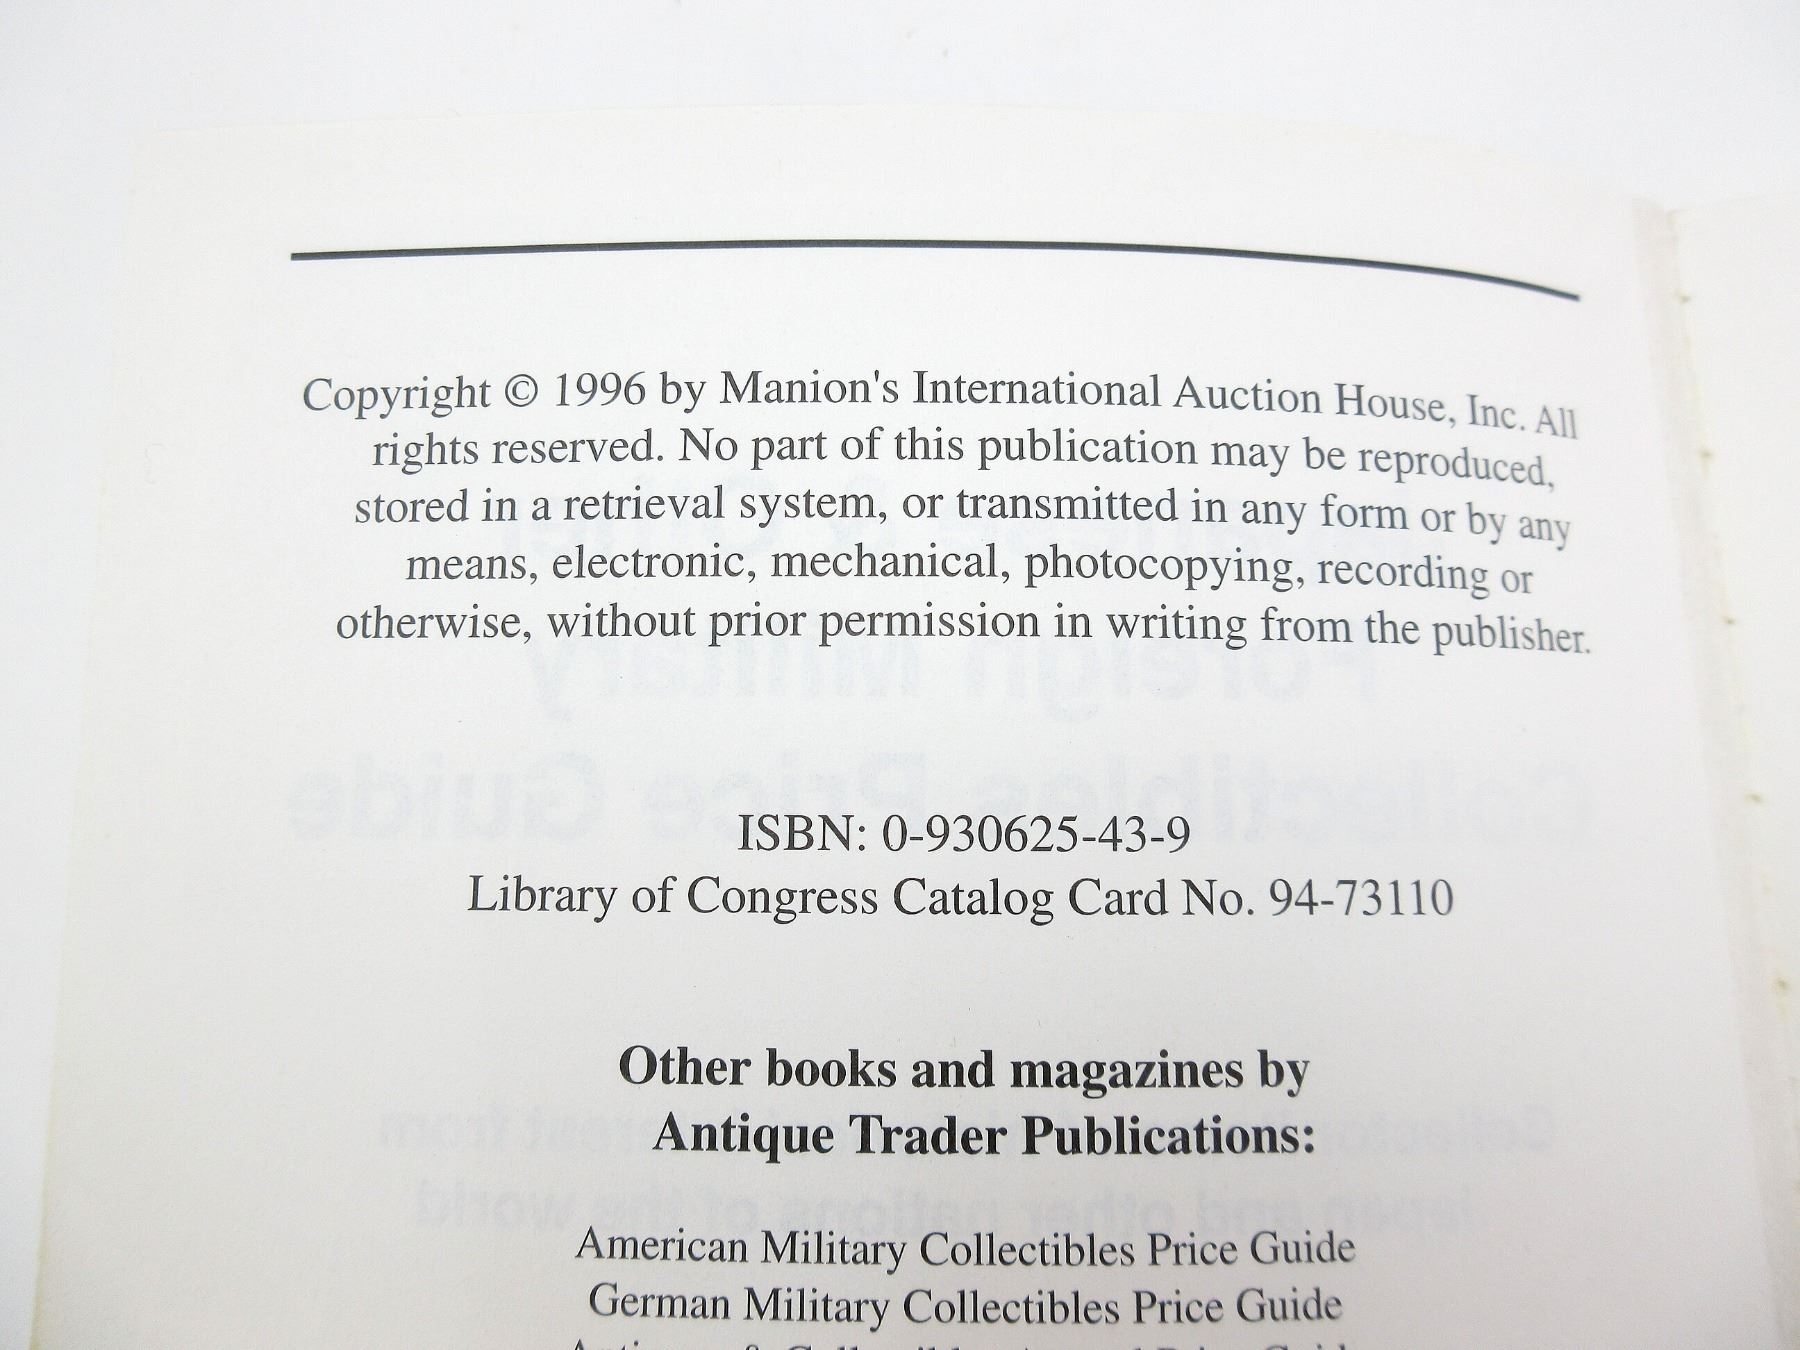 Copyright © 1996 by Manion's International Auction House, Inc. All
rights reserved. No part of this publication may be reproduced,
stored in a retrieval system, or transmitted in any form or by any
means, electronic, mechanical, photocopying, recording or
otherwise, without prior permission in writing from the publisher.
ISBN: 0-930625-43-9
Library of Congress Catalog Card No. 94-73110
Other books and magazines by
Antique Trader Publications:
American Military Collectibles Price Guide
German Military Collectibles Price Guide